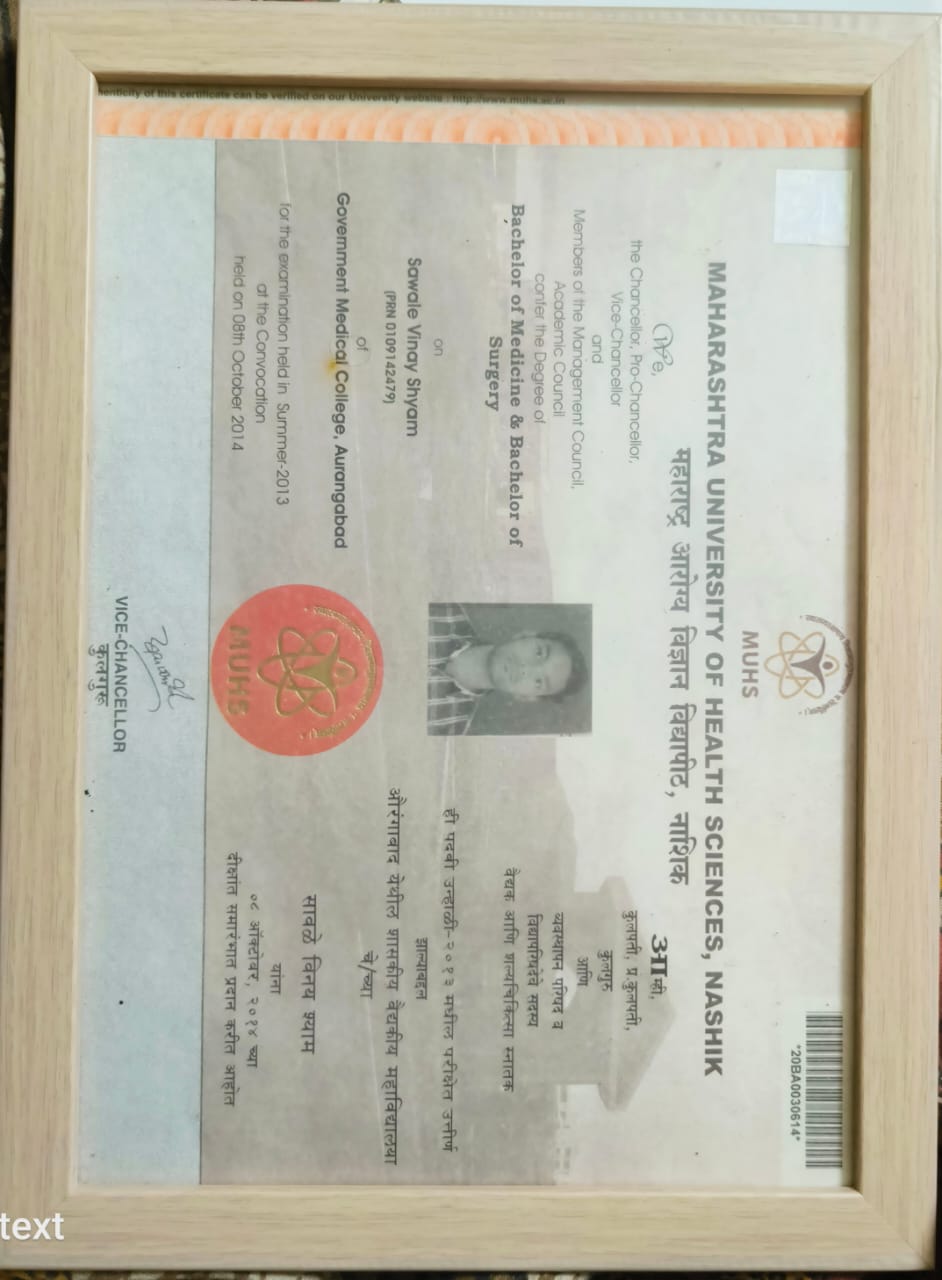 MUHS
*20BA0030614*
MAHARASHTRA UNIVERSITY OF HEALTH SCIENCES, NASHIK
महाराष्ट्र आरोग्य विज्ञान विद्यापीठ, नाशिक
We,
the Chancellor, Pro-Chancellor,
Vice-Chancellor
and
Members of the Management Council,
Academic Council
confer the Degree of
Bachelor of Medicine & Bachelor of
Surgery
on
Sawale Vinay Shyam
(PRN 0109142479)
of
Government Medical College, Aurangabad
for the examination held in Summer-2013
at the Convocation
held on 08th October 2014
आम्ही,
कुलपती, प्र.कुलपती,
कुलगुरू
आणि
व्यवस्थापन परिषद व
विद्यापरिषदेचे सदस्य
वैद्यक आणि शल्यचिकित्सा स्नातक
ही पदवी उन्हाळी-२०१३ मधील परीक्षेत उत्तीर्ण
झाल्याबद्दल
औरंगाबाद येथील शासकीय वैद्यकीय महाविद्यालया
चे/च्या
सावळे विनय श्याम
यांना
०८ ऑक्टोबर, २०१४ च्या
दीक्षांत समारंभात प्रदान करीत आहोत
MUHS
VICE-CHANCELLOR
कुलगुरू
of this certificate can be verified on our University website : http://www.muhs.ac.in
text